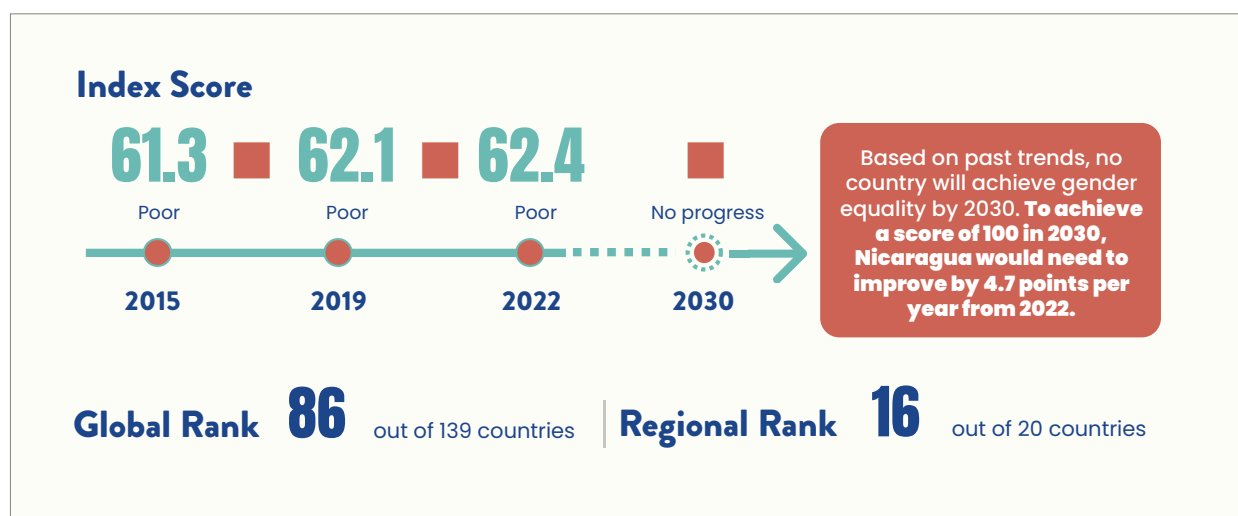 Index Score
61.3 62.1 62.4
Poor Poor Poor No progress
2015 2019 2022 2030
Based on past trends, no
country will achieve gender
equality by 2030. To achieve
a score of 100 in 2030,
Nicaragua would need to
improve by 4.7 points per
year from 2022.
Global Rank 86 out of 139 countries
Regional Rank 16 out of 20 countries